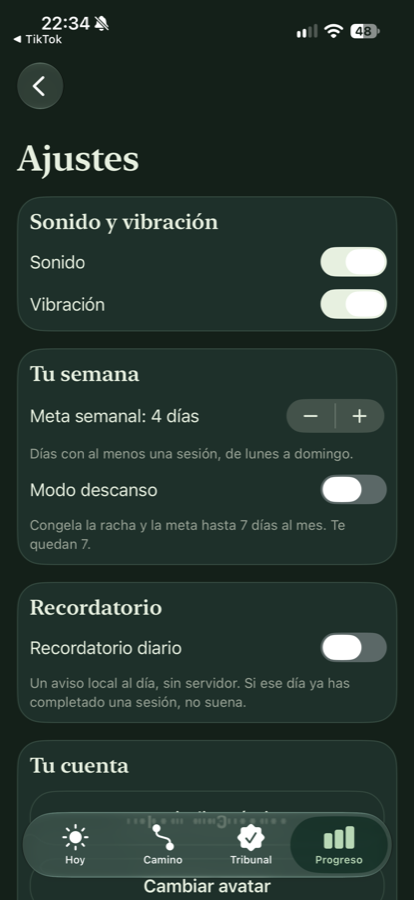 22:34
◀ TikTok
48
Ajustes
Sonido y vibración
Sonido
Vibración
Tu semana
Meta semanal: 4 días
Días con al menos una sesión, de lunes a domingo.
Modo descanso
Congela la racha y la meta hasta 7 días al mes. Te
quedan 7.
Recordatorio
Recordatorio diario
Un aviso local al día, sin servidor. Si ese día ya has
completado una sesión, no suena.
Tu cuenta
Hoy
Camino
Tribunal
Progreso
Cambiar avatar